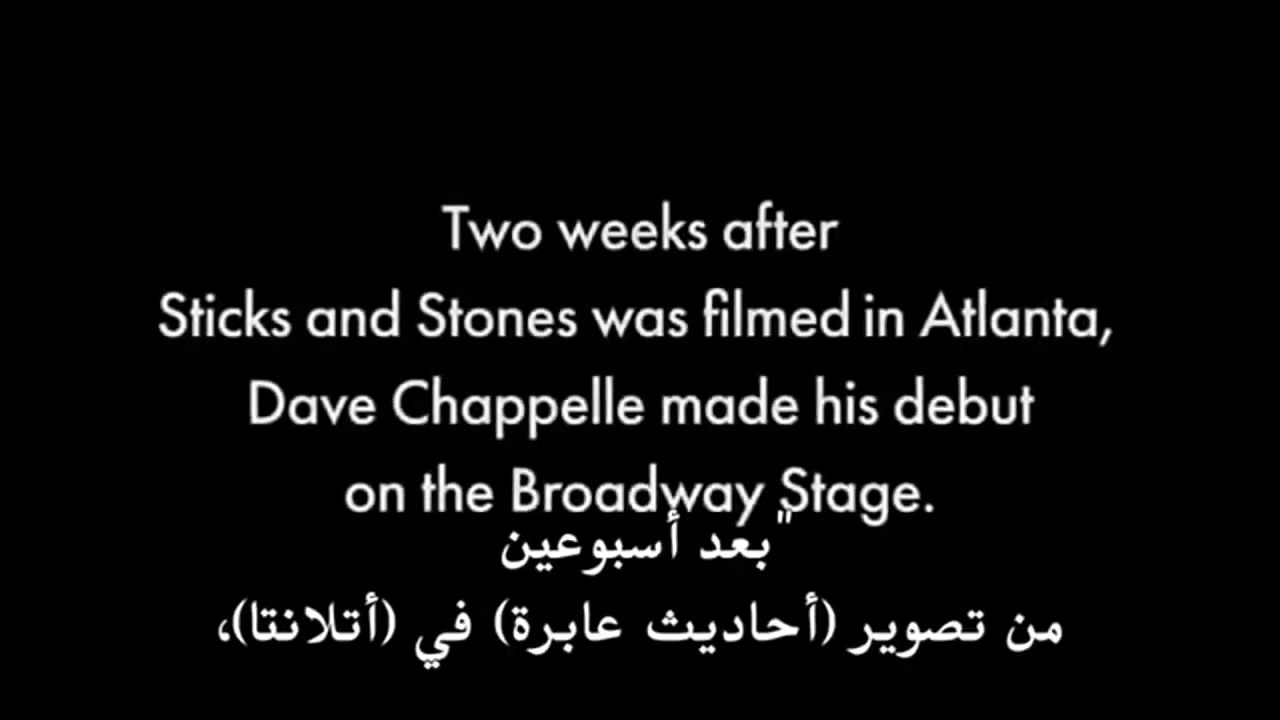 Two weeks after
Sticks and Stones was filmed in Atlanta,
Dave Chappelle made his debut
on the Broadway Stage.
"بعد أسبوعين
من تصوير (أحاديث عابرة) في (أتلانتا)،